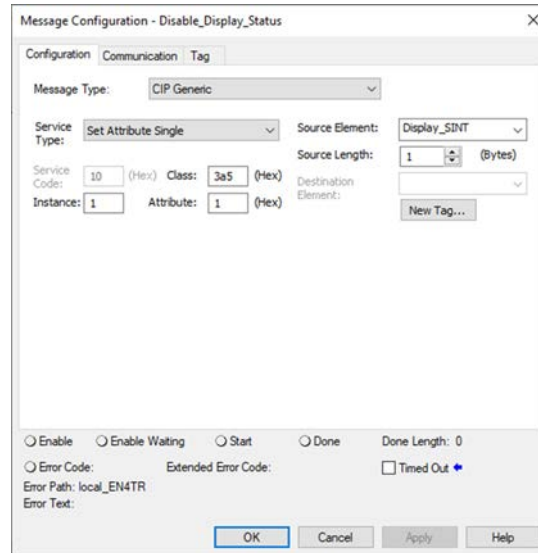 Message Configuration - Disable_Display_Status
Configuration Communication Tag
Message Type: CIP Generic
Service Type: Set Attribute Single Source Element: Display_SINT
Source Length: 1 (Bytes)
Service Code: 10 (Hex) Class: 3a5 (Hex) Destination Element:
Instance: 1 Attribute: 1 (Hex) New Tag...
Enable Enable Waiting Start Done Done Length: 0
Error Code: Extended Error Code: Timed Out
Error Path: local_EN4TR
Error Text:
OK Cancel Apply Help